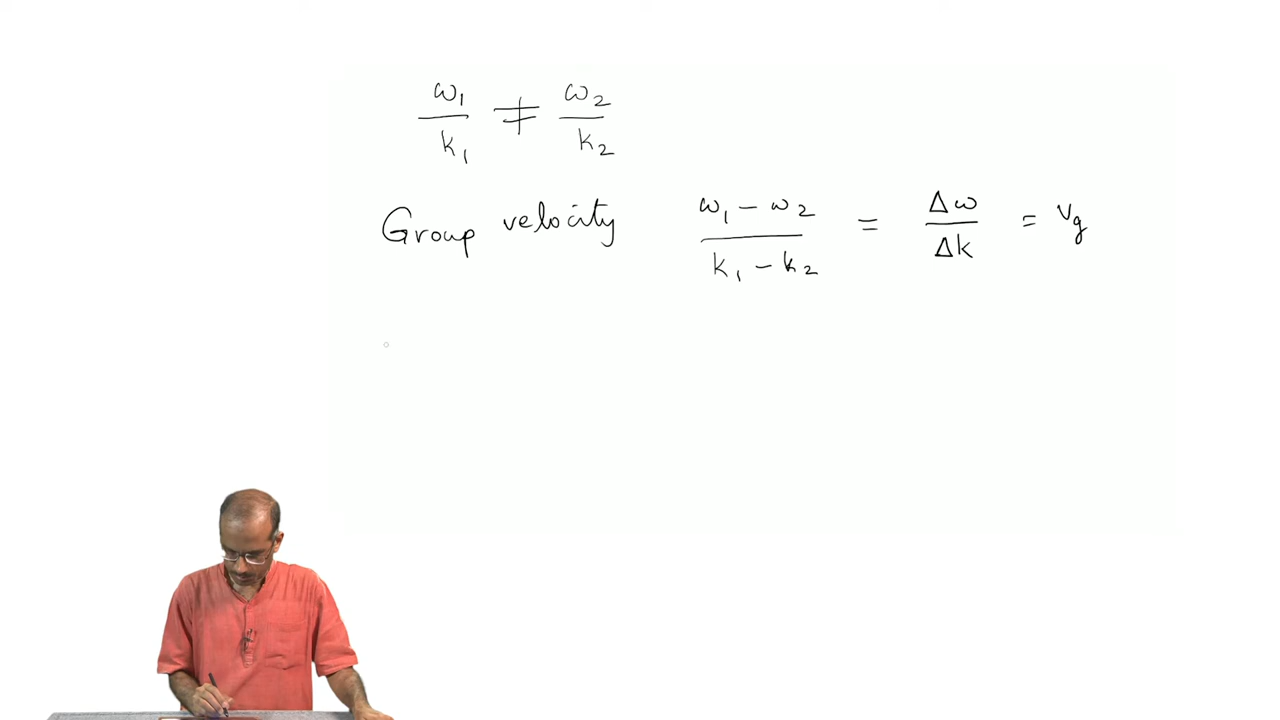 ω₁/k₁ ≠ ω₂/k₂
Group velocity (ω₁ − ω₂)/(k₁ − k₂) = Δω/Δk = v_g